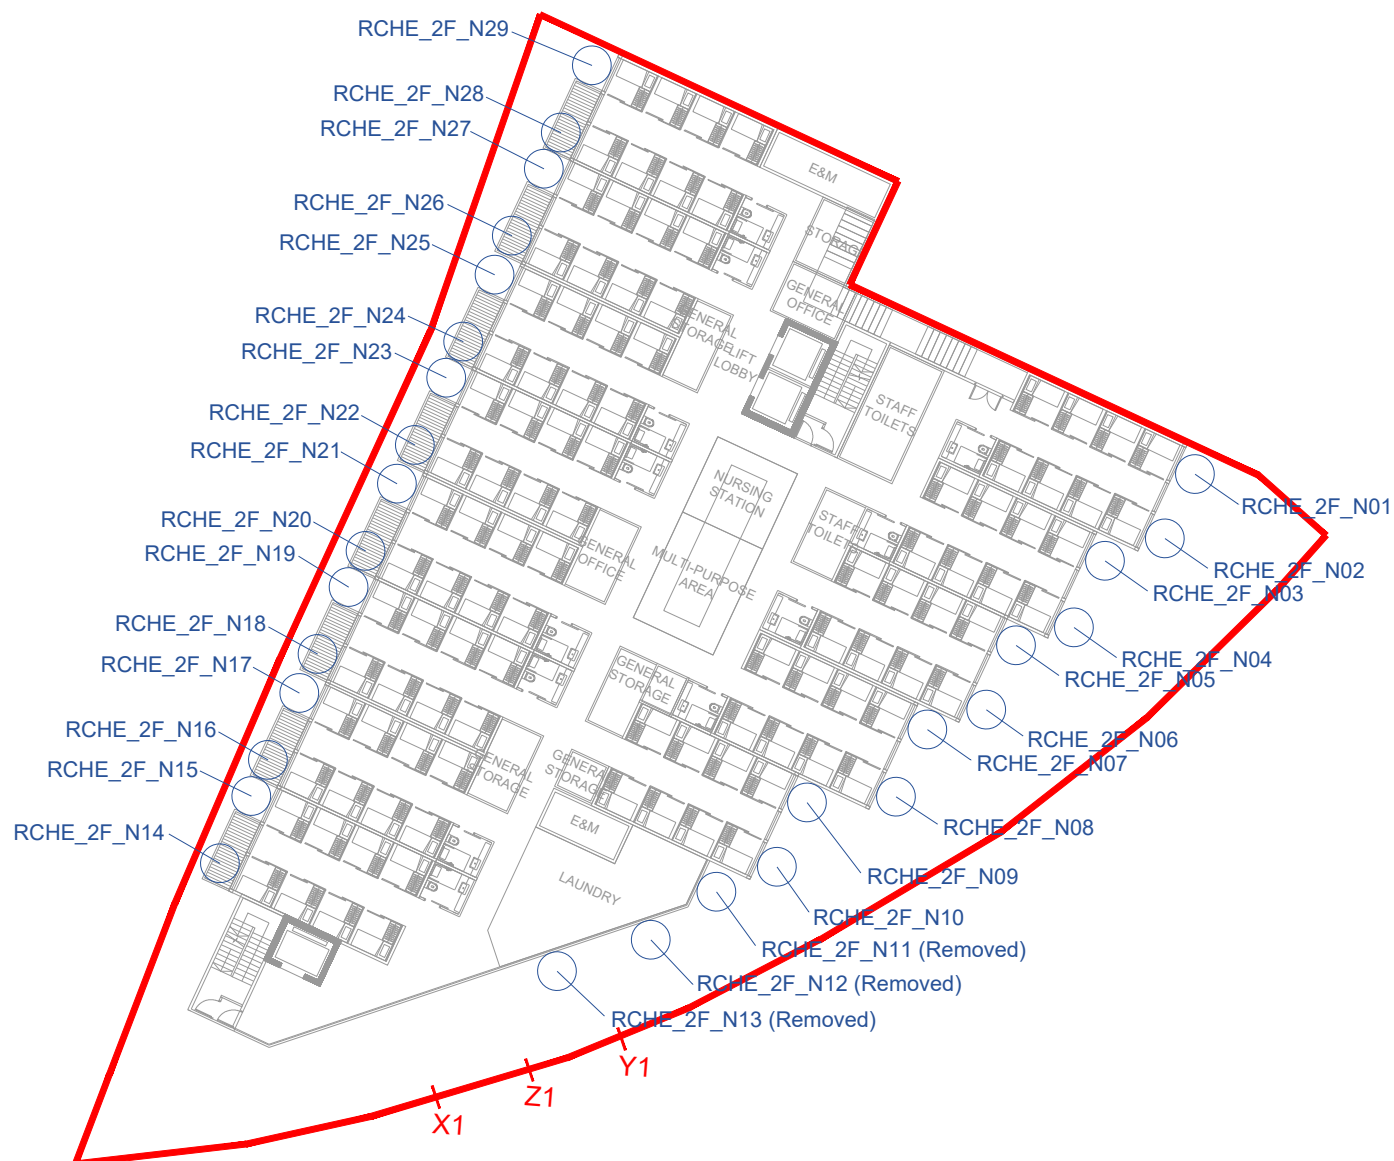 RCHE_2F_N29
RCHE_2F_N28
RCHE_2F_N27
RCHE_2F_N26
RCHE_2F_N25
RCHE_2F_N24
RCHE_2F_N23
RCHE_2F_N22
RCHE_2F_N21
RCHE_2F_N20
RCHE_2F_N19
RCHE_2F_N18
RCHE_2F_N17
RCHE_2F_N16
RCHE_2F_N15
RCHE_2F_N14
E&M
STORAGE
GENERAL
OFFICE
GENERAL
STORAGE
LIFT
LOBBY
STAFF
TOILETS
NURSING
STATION
STAFF
TOILETS
MULTI-PURPOSE
AREA
GENERAL
OFFICE
GENERAL
STORAGE
GENERAL
STORAGE
GENERAL
STORAGE
E&M
LAUNDRY
RCHE_2F_N01
RCHE_2F_N02
RCHE_2F_N03
RCHE_2F_N04
RCHE_2F_N05
RCHE_2F_N06
RCHE_2F_N07
RCHE_2F_N08
RCHE_2F_N09
RCHE_2F_N10
RCHE_2F_N11 (Removed)
RCHE_2F_N12 (Removed)
RCHE_2F_N13 (Removed)
Y1
Z1
X1